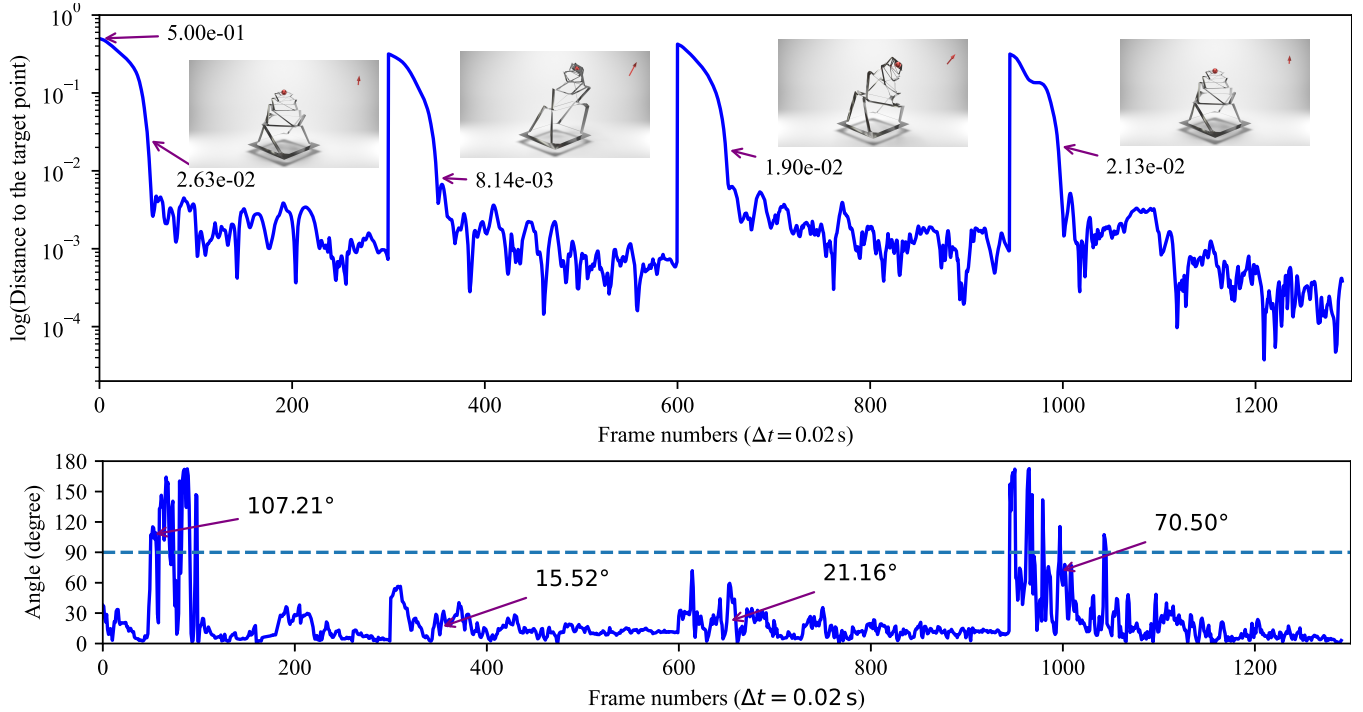 log(Distance to the target point)
10⁰
10⁻¹
10⁻²
10⁻³
10⁻⁴
5.00e-01
2.63e-02
8.14e-03
1.90e-02
2.13e-02
0 200 400 600 800 1000 1200
Frame numbers (Δt = 0.02 s)
Angle (degree)
180
150
120
90
60
30
0
107.21°
15.52°
21.16°
70.50°
0 200 400 600 800 1000 1200
Frame numbers (Δt = 0.02 s)